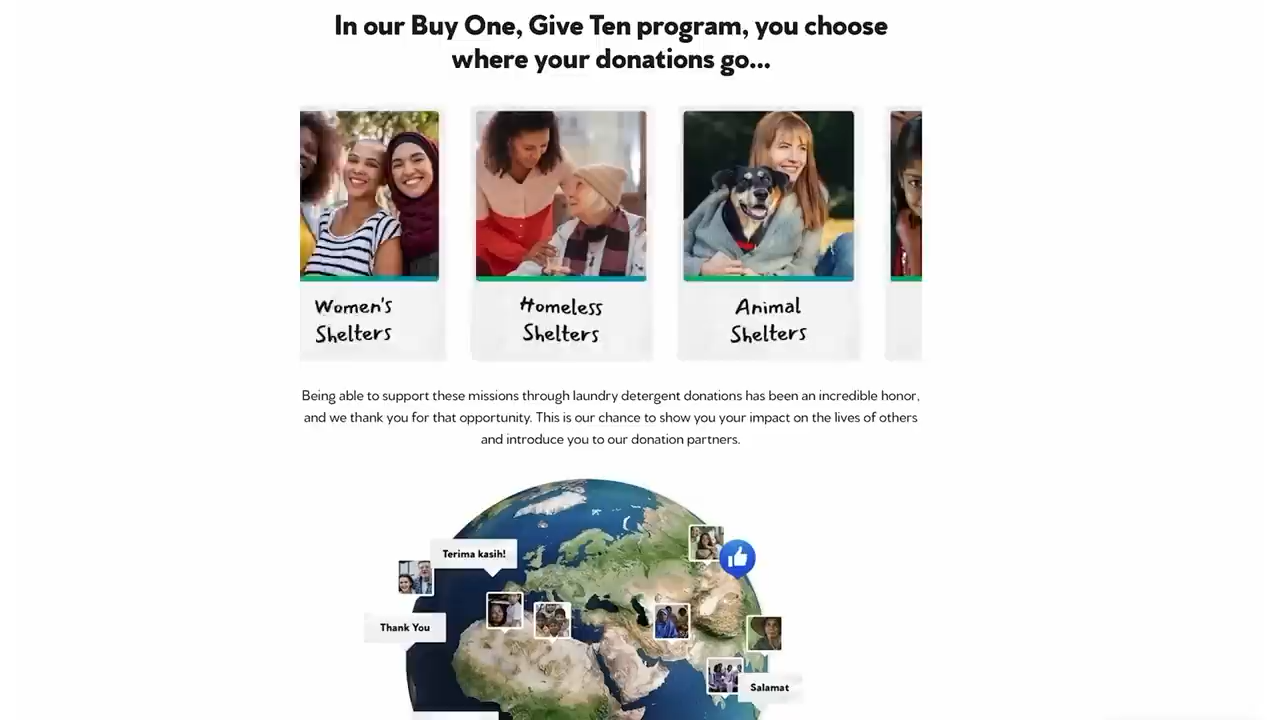 In our Buy One, Give Ten program, you choose
where your donations go...
Women's
Shelters
Homeless
Shelters
Animal
Shelters
Being able to support these missions through laundry detergent donations has been an incredible honor,
and we thank you for that opportunity. This is our chance to show you your impact on the lives of others
and introduce you to our donation partners.
Terima kasih!
Thank You
Salamat